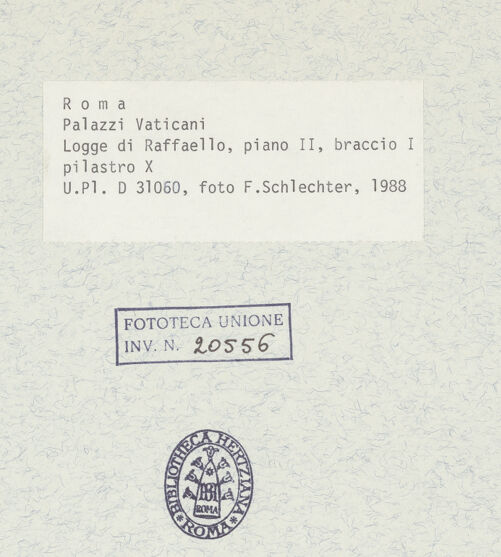 Roma
Palazzi Vaticani
Logge di Raffaello, piano II, braccio I
pilastro X
U.Pl. D 31060, foto F.Schlechter, 1988
FOTOTECA UNIONE
INV. N. 20556
BIBLIOTHECA HERTZIANA
ROMA
ROMA